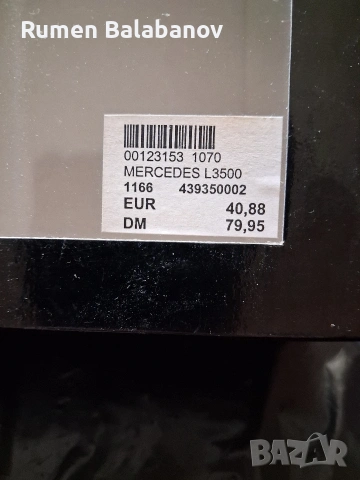 Rumen Balabanov
00123153 1070
MERCEDES L3500
1166 439350002
EUR 40,88
DM 79,95
BAZAR